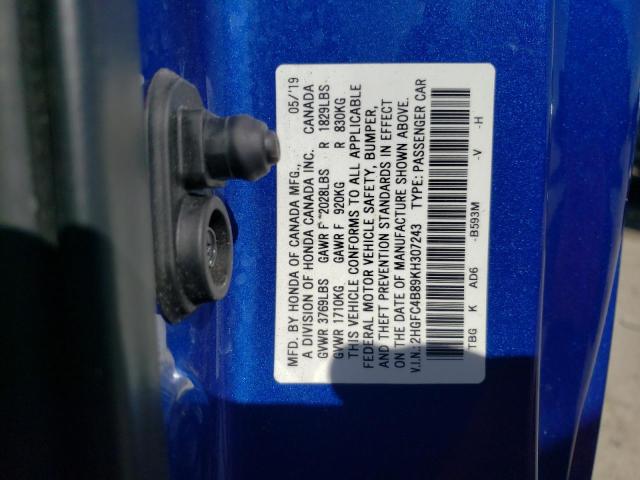 MFD. BY HONDA OF CANADA MFG., 05/'19
A DIVISION OF HONDA CANADA INC. CANADA
GVWR 3769LBS GAWR F 2028LBS R 1829LBS
GVWR 1710KG GAWR F 920KG R 830KG
THIS VEHICLE CONFORMS TO ALL APPLICABLE
FEDERAL MOTOR VEHICLE SAFETY, BUMPER,
AND THEFT PREVENTION STANDARDS IN EFFECT
ON THE DATE OF MANUFACTURE SHOWN ABOVE.
V.I.N.:2HGFC4B89KH307243 TYPE: PASSENGER CAR
TBG K AD6 -B593M -V -H